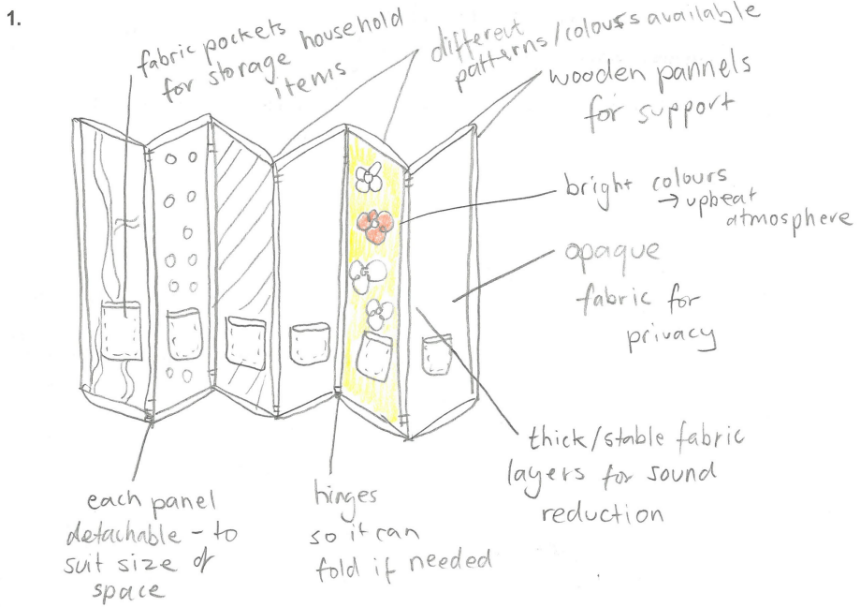 1.
fabric pockets
for storage household
items
different
patterns/colours available
wooden pannels
for support
bright colours
→ upbeat
atmosphere
opaque
fabric for
privacy
thick/stable fabric
layers for sound
reduction
hinges
so it can
fold if needed
each panel
detachable - to
suit size of
space